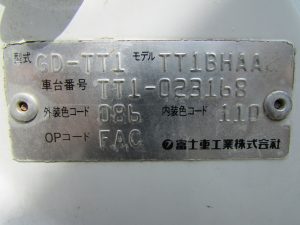 型式 GD-TT1 モデル TT1BHAA
車台番号 TT1-023168
外装色コード 086 内装色コード 110
OPコード FAC 富士重工業株式会社